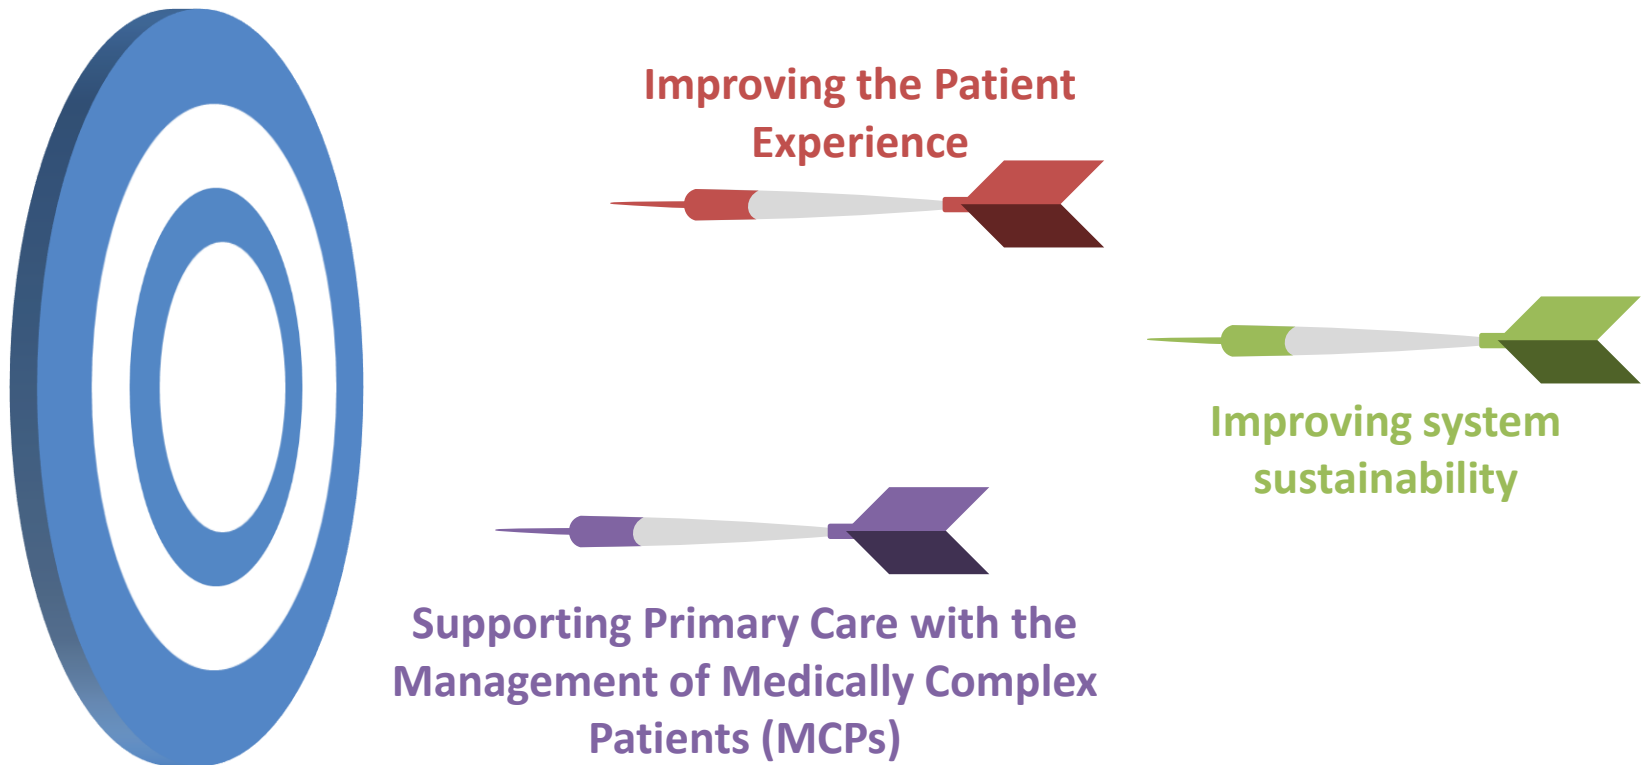 Improving the Patient
Experience
Improving system
sustainability
Supporting Primary Care with the
Management of Medically Complex
Patients (MCPs)